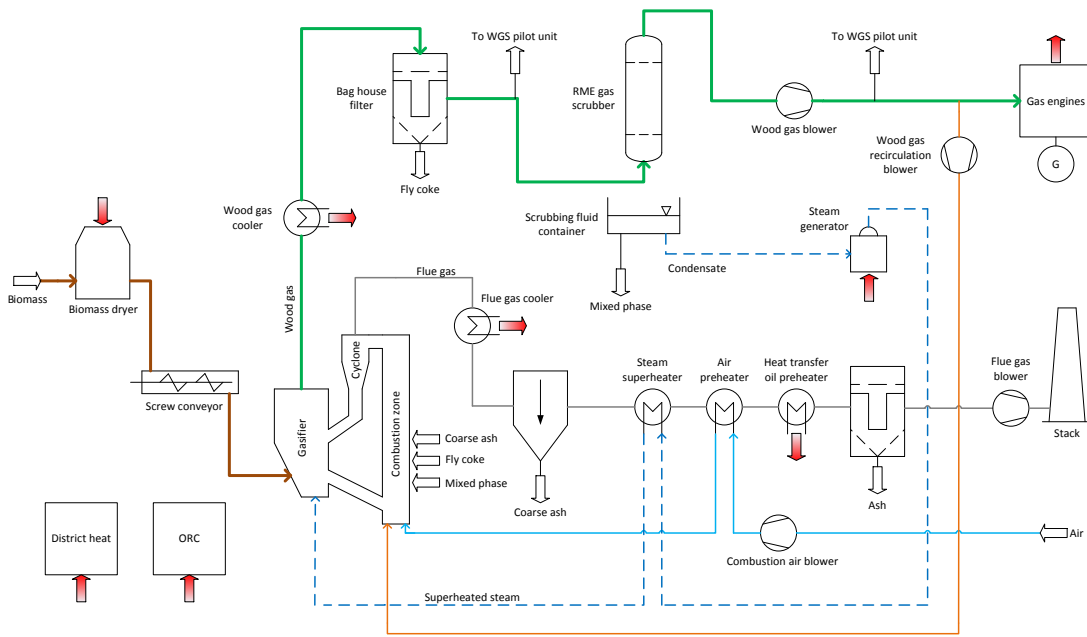 To WGS pilot unit
To WGS pilot unit
Bag house
filter
RME gas
scrubber
Gas engines
Wood gas blower
Wood gas
recirculation
blower
G
Fly coke
Wood gas
cooler
Scrubbing fluid
container
Steam
generator
Condensate
Mixed phase
Biomass
Biomass dryer
Wood gas
Flue gas
Flue gas cooler
Cyclone
Steam
superheater
Air
preheater
Heat transfer
oil preheater
Flue gas
blower
Stack
Screw conveyor
Gasifier
Combustion zone
Coarse ash
Fly coke
Mixed phase
Coarse ash
Ash
District heat
ORC
Combustion air blower
Air
Superheated steam